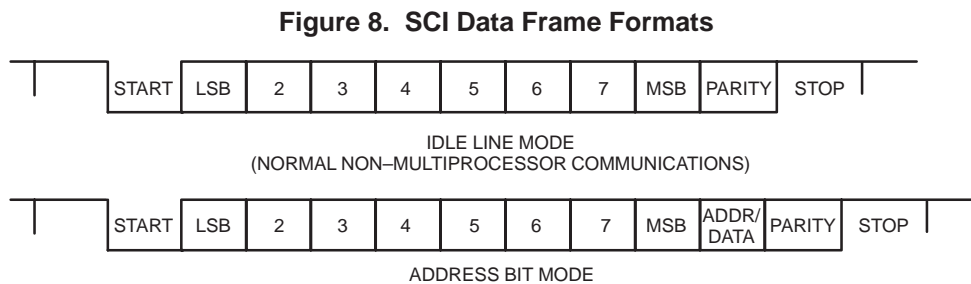 Figure 8. SCI Data Frame Formats
START LSB 2 3 4 5 6 7 MSB PARITY STOP
IDLE LINE MODE
(NORMAL NON–MULTIPROCESSOR COMMUNICATIONS)
START LSB 2 3 4 5 6 7 MSB ADDR/ DATA PARITY STOP
ADDRESS BIT MODE